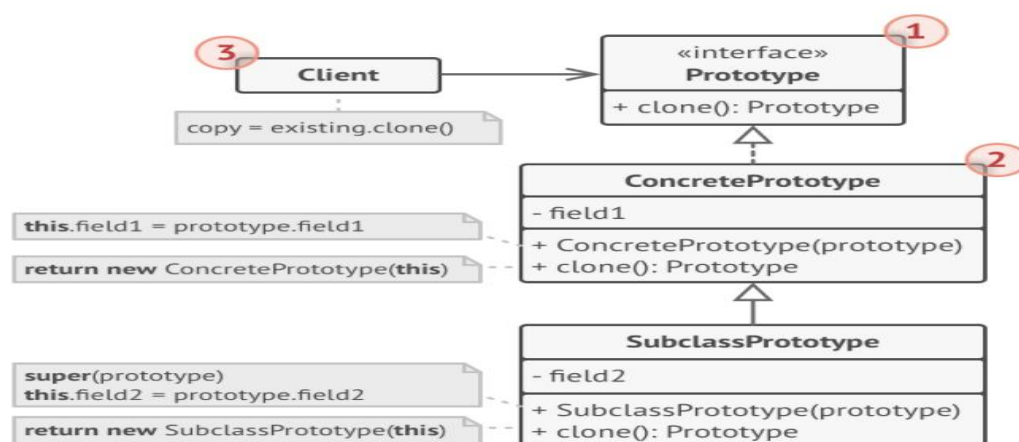 3
Client
copy = existing.clone()
1
«interface»
Prototype
+ clone(): Prototype
2
ConcretePrototype
- field1
+ ConcretePrototype(prototype)
+ clone(): Prototype
this.field1 = prototype.field1
return new ConcretePrototype(this)
SubclassPrototype
- field2
+ SubclassPrototype(prototype)
+ clone(): Prototype
super(prototype)
this.field2 = prototype.field2
return new SubclassPrototype(this)